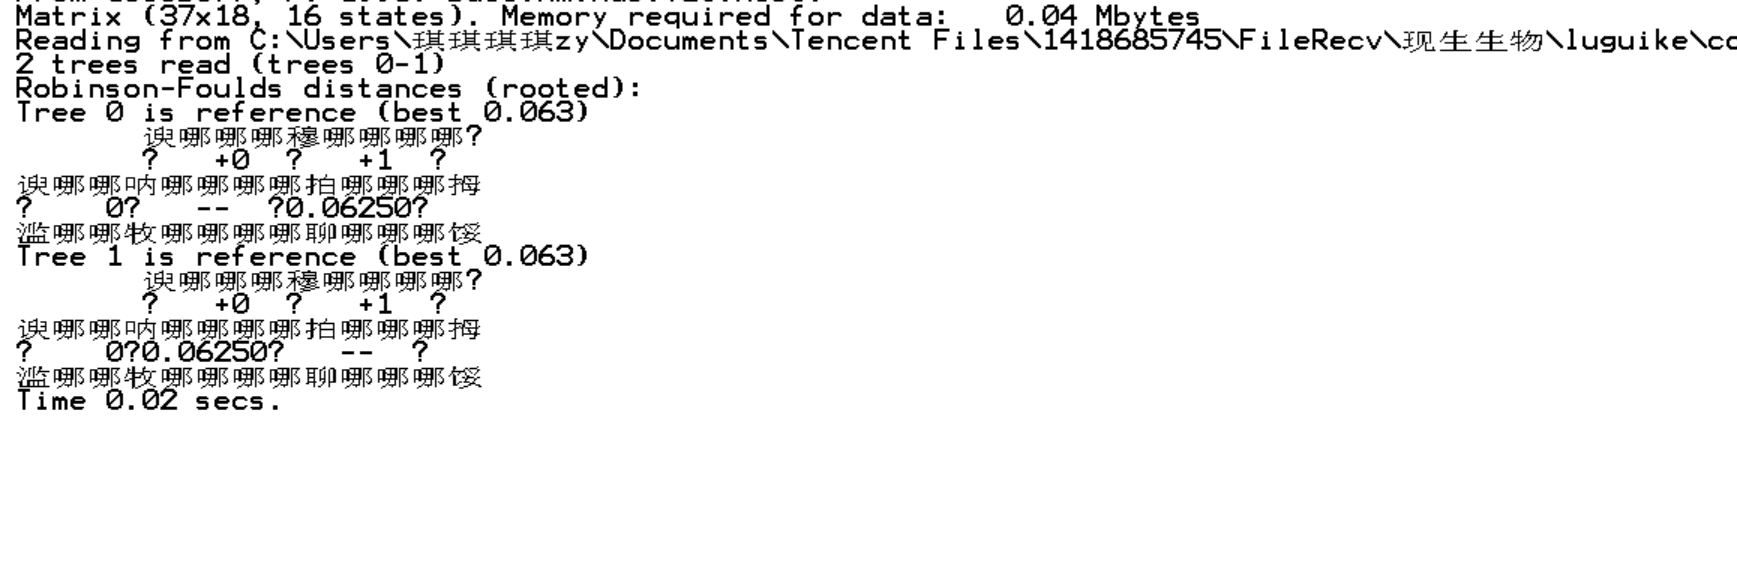 Matrix (37x18, 16 states). Memory required for data:   0.04 Mbytes
Reading from C:\Users\琪琪琪琪zy\Documents\Tencent Files\1418685745\FileRecv\现生生物\luguike\cc
2 trees read (trees 0-1)
Robinson-Foulds distances (rooted):
Tree 0 is reference (best 0.063)
谀哪哪哪穆哪哪哪哪?
?   +0  ?   +1  ?
谀哪哪呐哪哪哪哪拍哪哪哪拇
?    0?   --  ?0.06250?
滥哪哪牧哪哪哪哪聊哪哪哪馁
Tree 1 is reference (best 0.063)
谀哪哪哪穆哪哪哪哪?
?   +0  ?   +1  ?
谀哪哪呐哪哪哪哪拍哪哪哪拇
?    0?0.06250?   --  ?
滥哪哪牧哪哪哪哪聊哪哪哪馁
Time 0.02 secs.